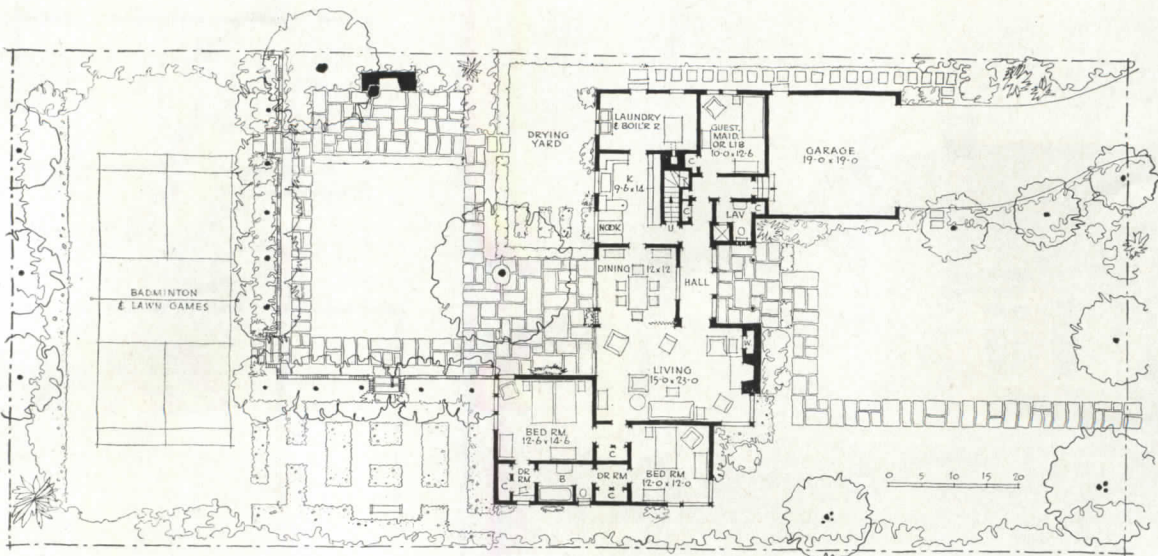 LAUNDRY
& BOIL'R R
GUEST,
MAID
OR LIB
10-0 x 12-6
DRYING
YARD
GARAGE
19-0 x 19-0
K
9-6 x 14
C
C
C
LAV
NOOK
U
DINING 12 x 12
HALL
BADMINTON
& LAWN GAMES
LIVING
15-0 x 23-0
BED RM
12-6 x 14-6
C
C
DR
RM
B
DR RM
C
BED RM
12-0 x 12-0
0 5 10 15 20